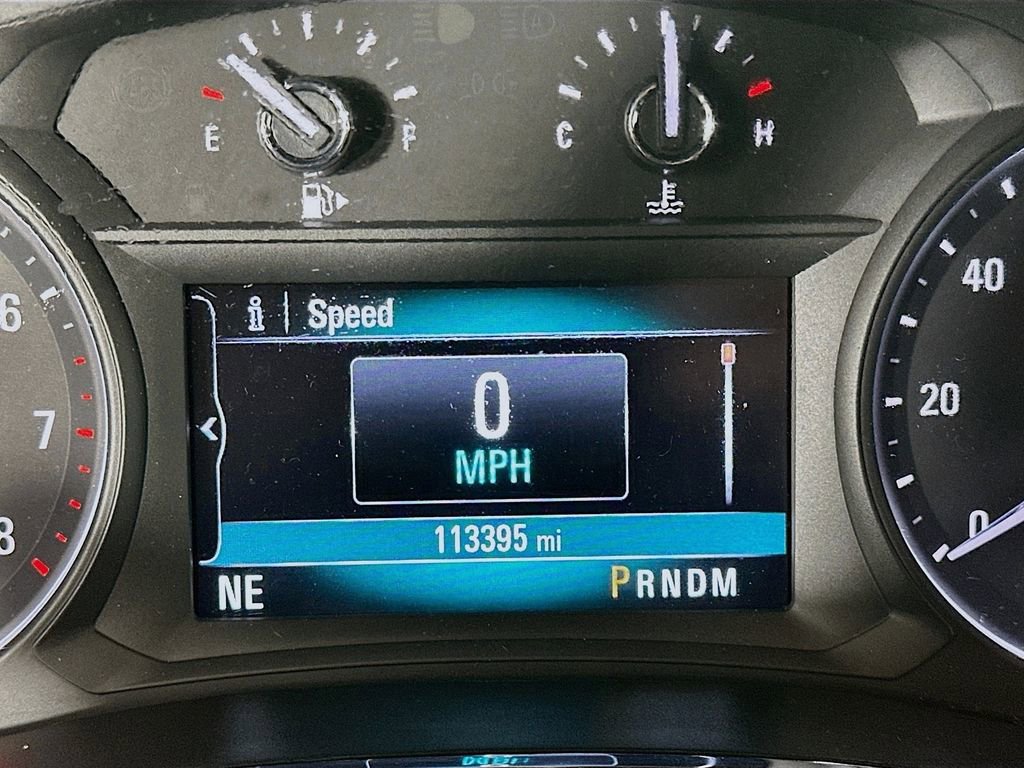 E F
C H
i Speed
6
7
8
40
20
0
<
0
MPH
113395 mi
NE
PRNDM